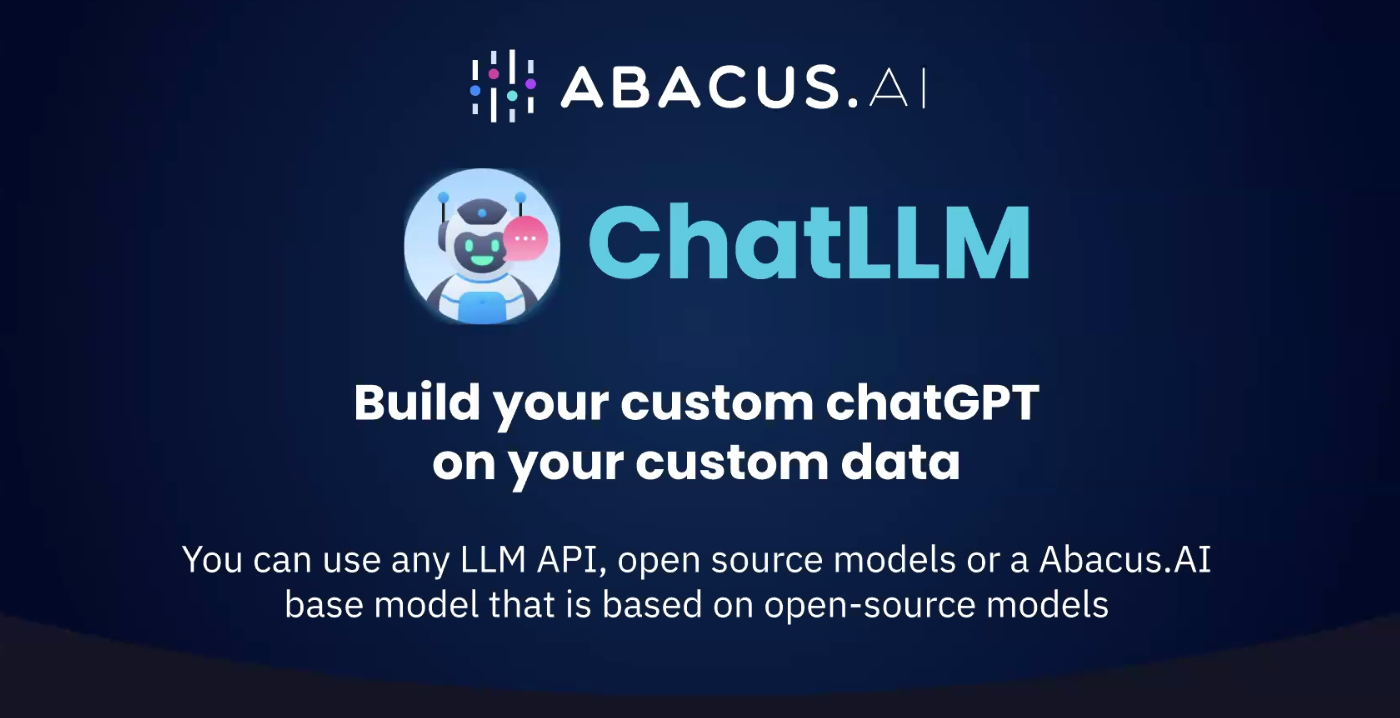 ABACUS.AI
ChatLLM
Build your custom chatGPT
on your custom data
You can use any LLM API, open source models or a Abacus.AI
base model that is based on open-source models